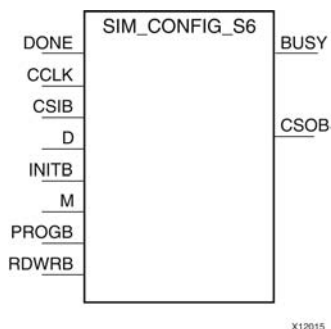 SIM_CONFIG_S6
DONE
BUSY
CCLK
CSIB
CSOB
D
INITB
M
PROGB
RDWRB
X12015